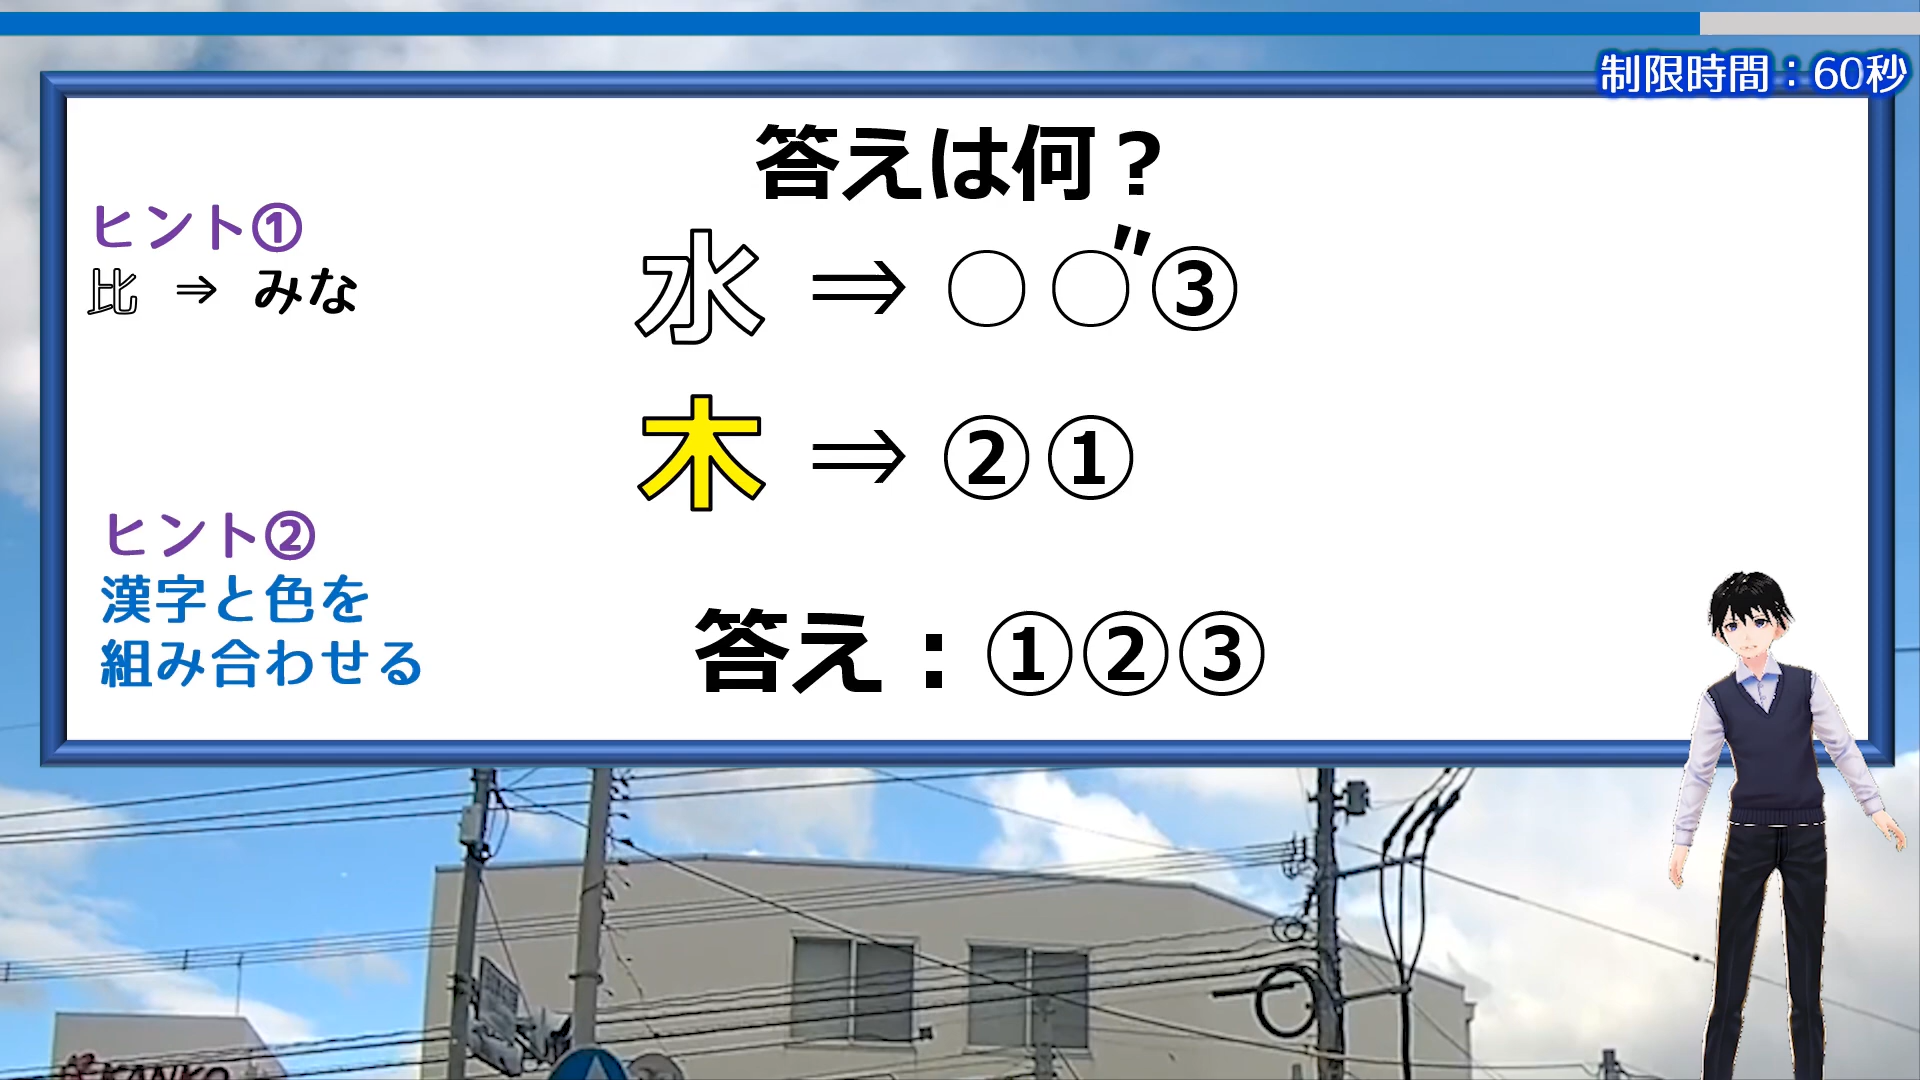 制限時間：60秒
答えは何？
ヒント①
比 ⇒ みな
水 ⇒ ○○゛③
木 ⇒ ②①
ヒント②
漢字と色を
組み合わせる
答え：①②③
KANKO